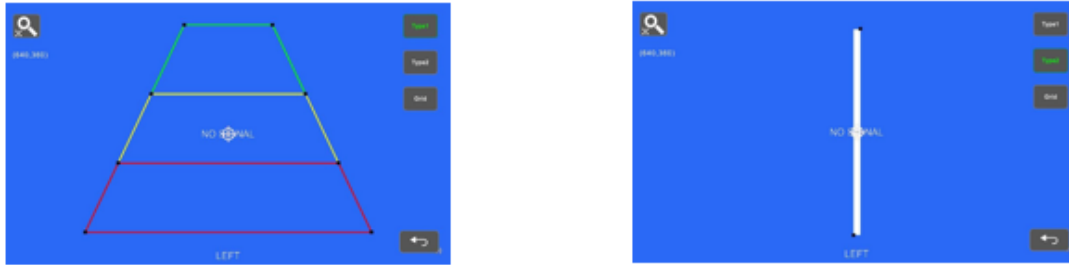 Type1
(640,360)
Type2
Grid
NO SIGNAL
LEFT
Type1
(640,360)
Type2
Grid
NO SIGNAL
LEFT